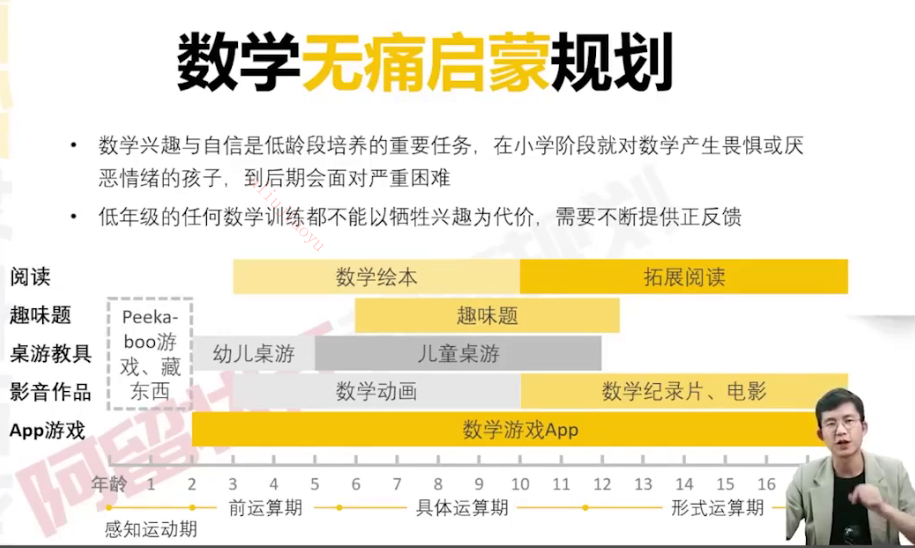 数学无痛启蒙规划
• 数学兴趣与自信是低龄段培养的重要任务，在小学阶段就对数学产生畏惧或厌
恶情绪的孩子，到后期会面对严重困难
• 低年级的任何数学训练都不能以牺牲兴趣为代价，需要不断提供正反馈
阅读 数学绘本 拓展阅读
趣味题 趣味题
Peeka-
boo游
戏、藏
东西
桌游教具 幼儿桌游 儿童桌游
影音作品 数学动画 数学纪录片、电影
App游戏 数学游戏App
年龄 1 2 3 4 5 6 7 8 9 10 11 12 13 14 15 16
感知运动期 前运算期 具体运算期 形式运算期